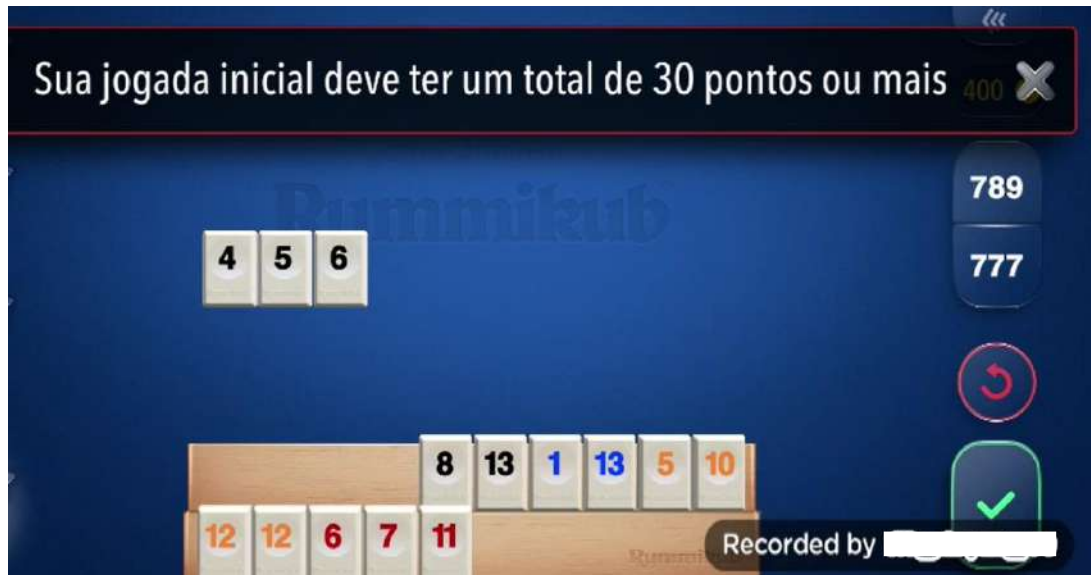 Sua jogada inicial deve ter um total de 30 pontos ou mais
400
Rummikub
789
4 5 6
777
8 13 1 13 5 10
12 12 6 7 11
Rummikub
Recorded by